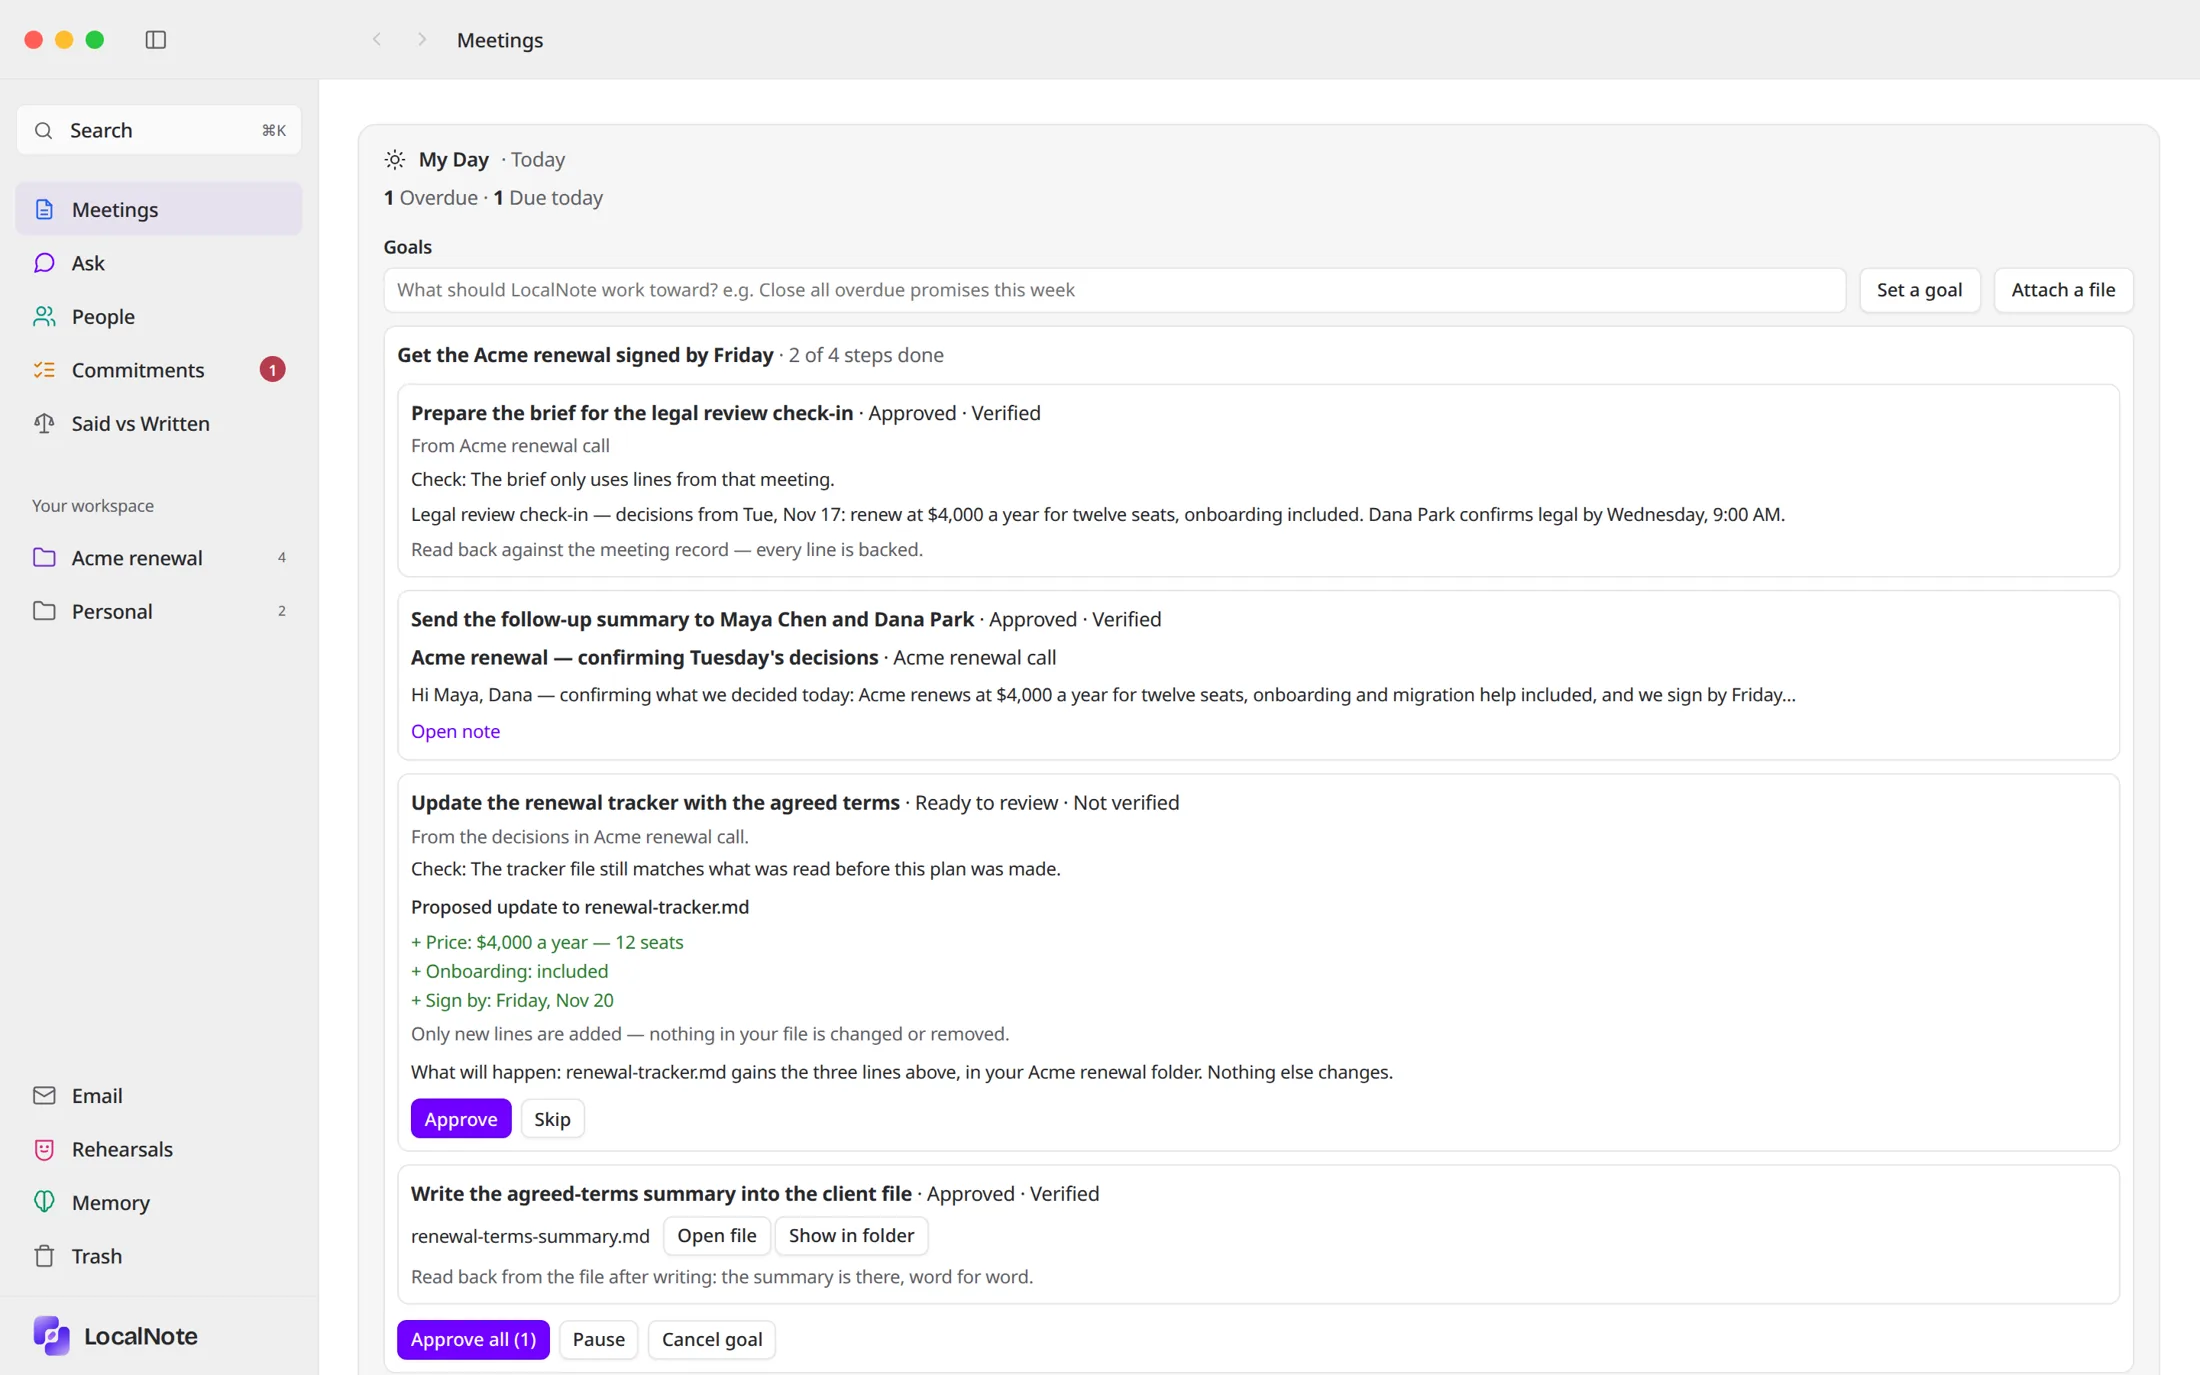 Meetings
Search ⌘K
Meetings
Ask
People
Commitments 1
Said vs Written
Your workspace
Acme renewal 4
Personal 2
Email
Rehearsals
Memory
Trash
LocalNote
My Day · Today
1 Overdue · 1 Due today
Goals
What should LocalNote work toward? e.g. Close all overdue promises this week
Set a goal
Attach a file
Get the Acme renewal signed by Friday · 2 of 4 steps done
Prepare the brief for the legal review check-in · Approved · Verified
From Acme renewal call
Check: The brief only uses lines from that meeting.
Legal review check-in — decisions from Tue, Nov 17: renew at $4,000 a year for twelve seats, onboarding included. Dana Park confirms legal by Wednesday, 9:00 AM.
Read back against the meeting record — every line is backed.
Send the follow-up summary to Maya Chen and Dana Park · Approved · Verified
Acme renewal — confirming Tuesday's decisions · Acme renewal call
Hi Maya, Dana — confirming what we decided today: Acme renews at $4,000 a year for twelve seats, onboarding and migration help included, and we sign by Friday...
Open note
Update the renewal tracker with the agreed terms · Ready to review · Not verified
From the decisions in Acme renewal call.
Check: The tracker file still matches what was read before this plan was made.
Proposed update to renewal-tracker.md
+ Price: $4,000 a year — 12 seats
+ Onboarding: included
+ Sign by: Friday, Nov 20
Only new lines are added — nothing in your file is changed or removed.
What will happen: renewal-tracker.md gains the three lines above, in your Acme renewal folder. Nothing else changes.
Approve Skip
Write the agreed-terms summary into the client file · Approved · Verified
renewal-terms-summary.md Open file Show in folder
Read back from the file after writing: the summary is there, word for word.
Approve all (1) Pause Cancel goal